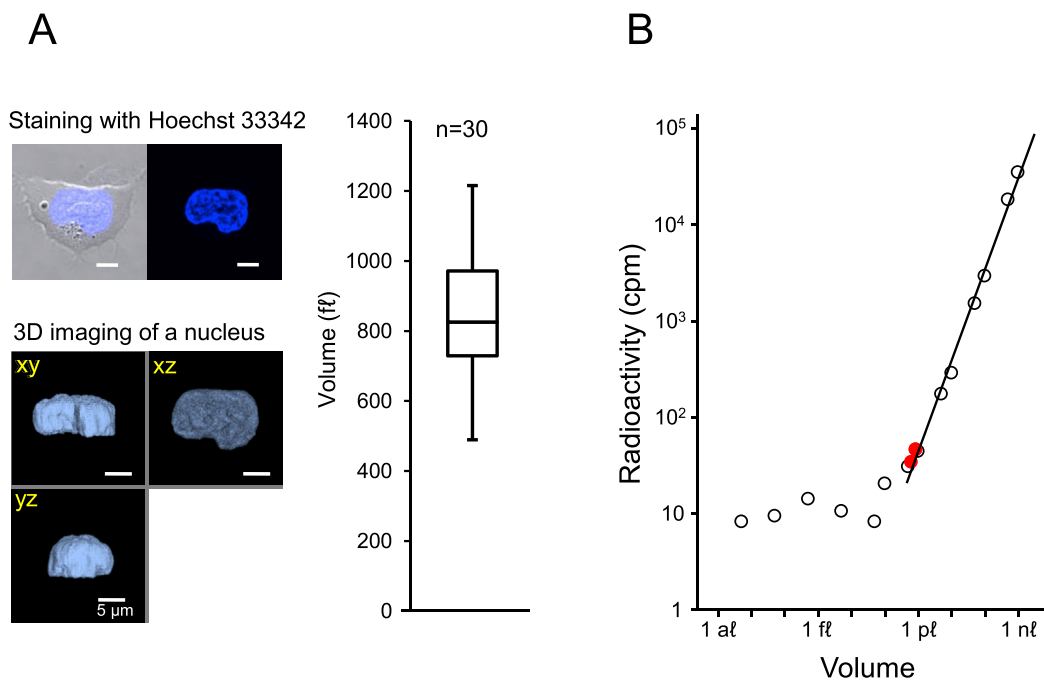 A
Staining with Hoechst 33342
3D imaging of a nucleus
xy
xz
yz
5 µm
Volume (fℓ)
1400
1200
1000
800
600
400
200
0
n=30
B
Radioactivity (cpm)
10⁵
10⁴
10³
10²
10
1
1 aℓ
1 fℓ
1 pℓ
1 nℓ
Volume